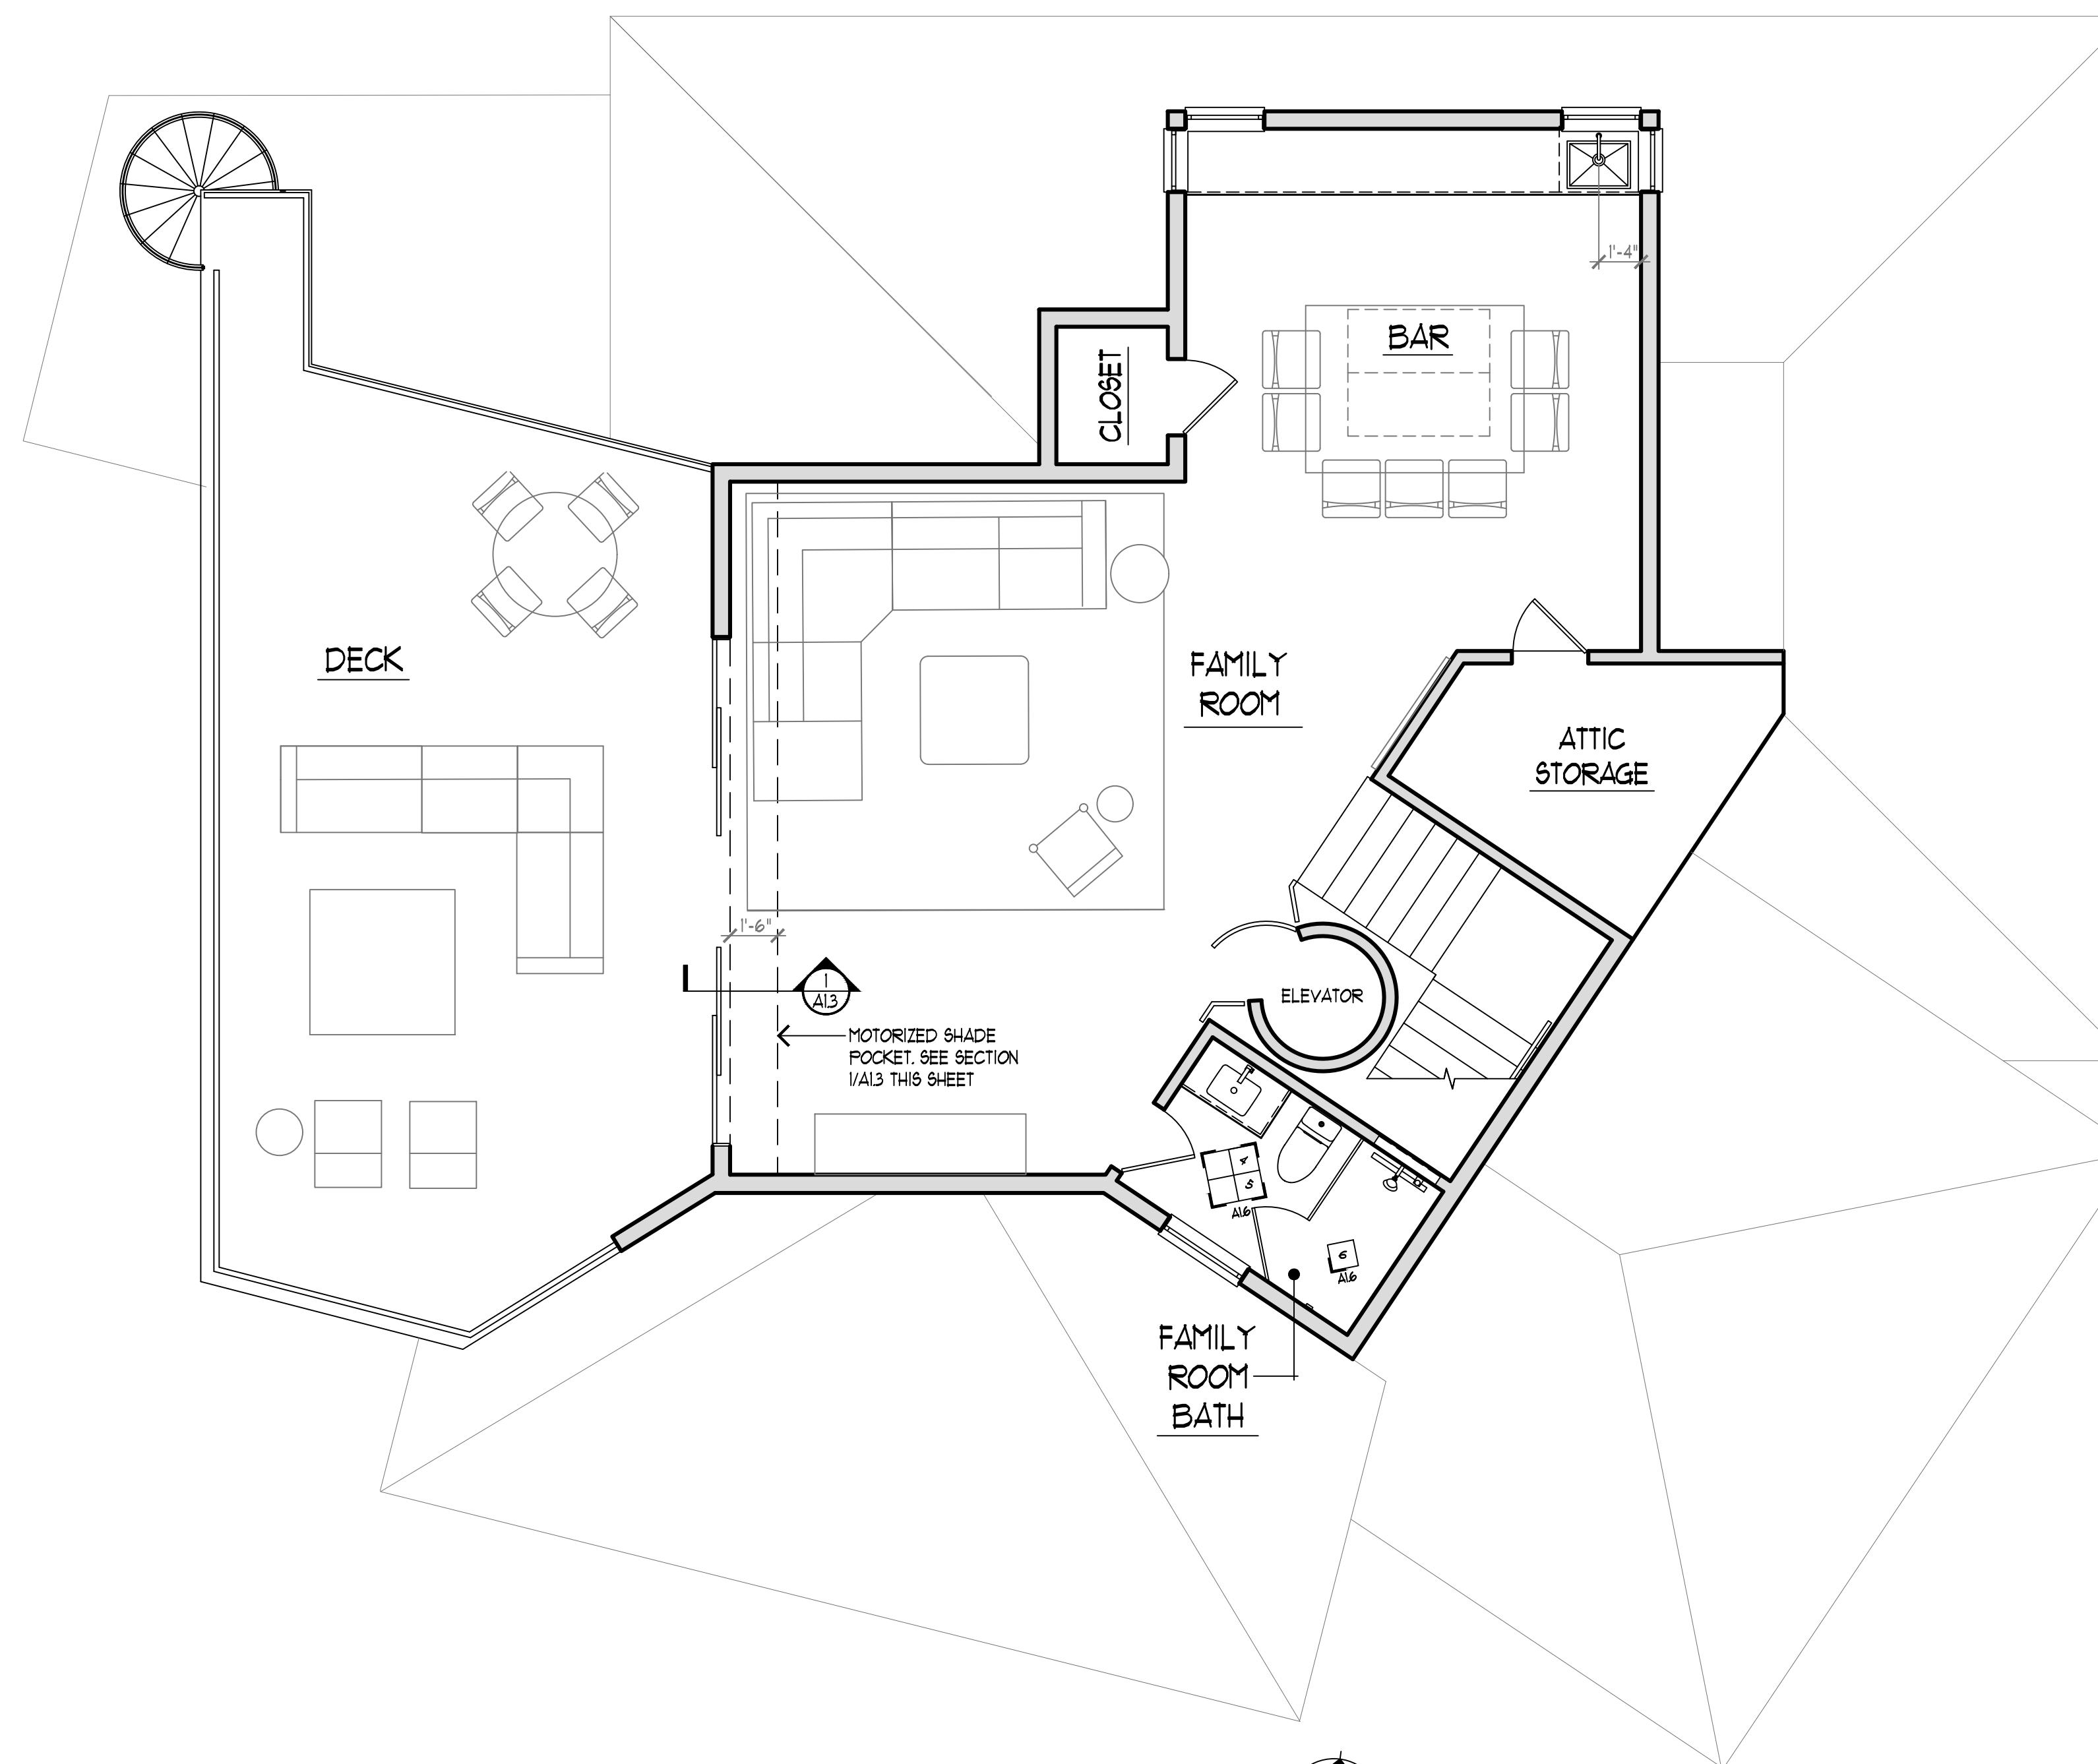 1'-4"
BAR
CLOSET
DECK
FAMILY
ROOM
ATTIC
STORAGE
1'-6"
1
A1.3
ELEVATOR
MOTORIZED SHADE
POCKET. SEE SECTION
1/A1.3 THIS SHEET
4
5
A1.6
6
A1.6
FAMILY
ROOM
BATH